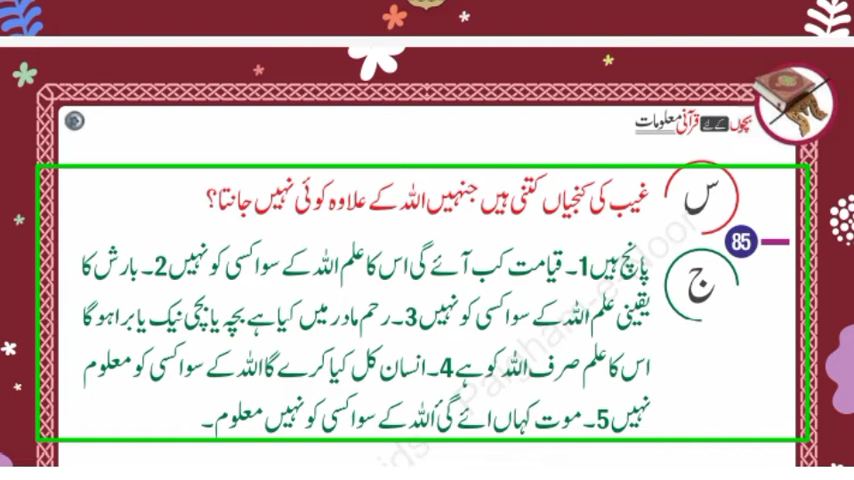 بچوں کے لیے قرآنی معلومات
س
غیب کی کنجیاں کتنی ہیں جنہیں اللہ کے علاوہ کوئی نہیں جانتا؟
85
ج
پانچ ہیں 1۔ قیامت کب آئے گی اس کا علم اللہ کے سوا کسی کو نہیں 2۔ بارش کا
یقینی علم اللہ کے سوا کسی کو نہیں 3۔ رحم مادر میں کیا ہے بچہ یا بچی نیک یا برا ہوگا
اس کا علم صرف اللہ کو ہے 4۔ انسان کل کیا کرے گا اللہ کے سوا کسی کو معلوم
نہیں 5۔ موت کہاں ائے گی اللہ کے سوا کسی کو نہیں معلوم۔